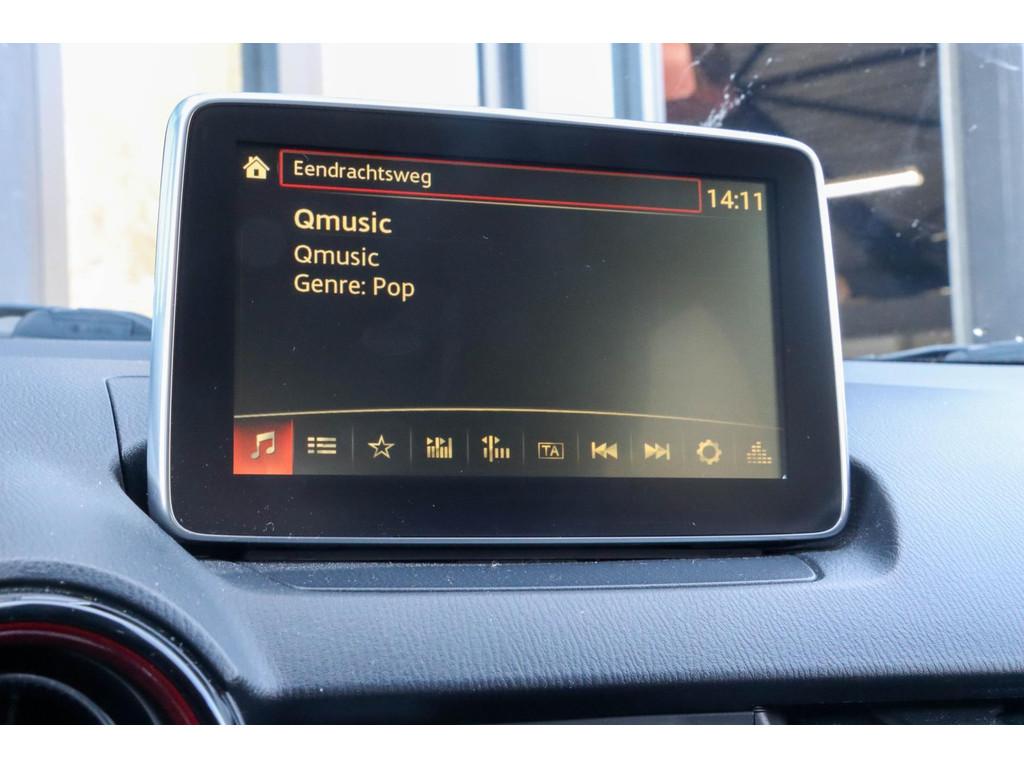 Eendrachtsweg
14:11
Qmusic
Qmusic
Genre: Pop
TA